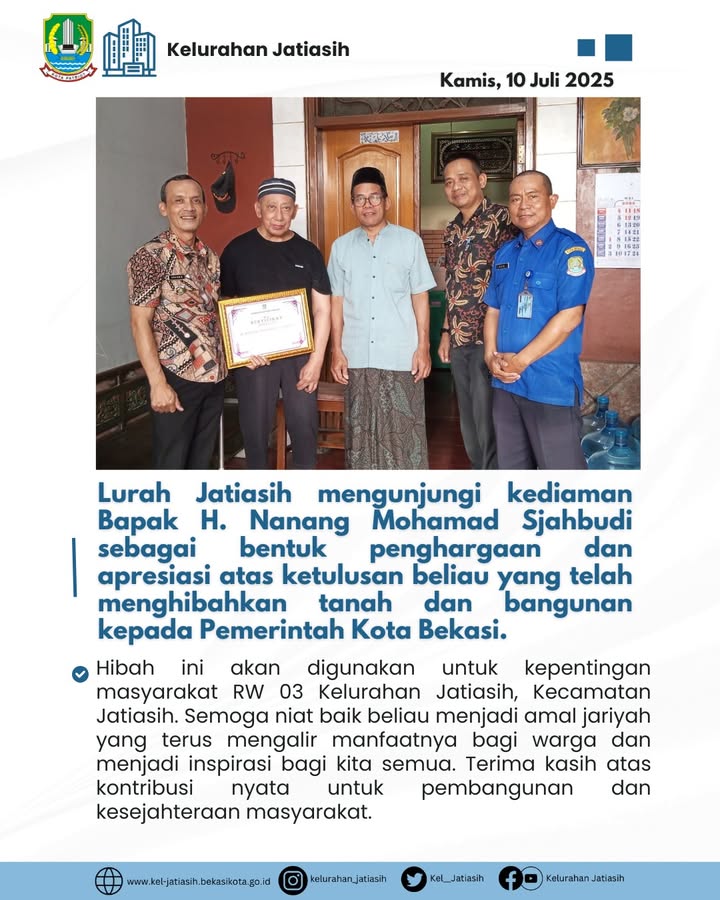 KOTA PATRIOT
Kelurahan Jatiasih
Kamis, 10 Juli 2025
SERTIFIKAT
Lurah Jatiasih mengunjungi kediaman
Bapak H. Nanang Mohamad Sjahbudi
sebagai bentuk penghargaan dan
apresiasi atas ketulusan beliau yang telah
menghibahkan tanah dan bangunan
kepada Pemerintah Kota Bekasi.
Hibah ini akan digunakan untuk kepentingan
masyarakat RW 03 Kelurahan Jatiasih, Kecamatan
Jatiasih. Semoga niat baik beliau menjadi amal jariyah
yang terus mengalir manfaatnya bagi warga dan
menjadi inspirasi bagi kita semua. Terima kasih atas
kontribusi nyata untuk pembangunan dan
kesejahteraan masyarakat.
www.kel-jatiasih.bekasikota.go.id
kelurahan_jatiasih
Kel__Jatiasih
Kelurahan Jatiasih